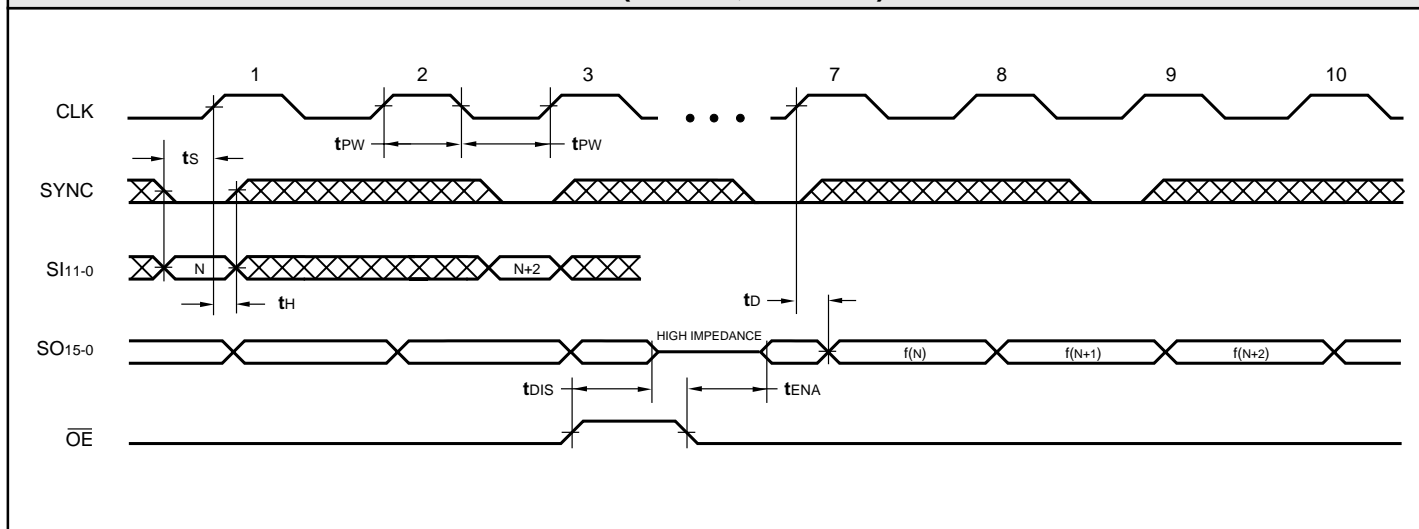 1 2 3 7 8 9 10
CLK
tS tPW tPW
SYNC
SI11-0 N N+2
tH tD
SO15-0 HIGH IMPEDANCE f(N) f(N+1) f(N+2)
tDIS tENA
OE